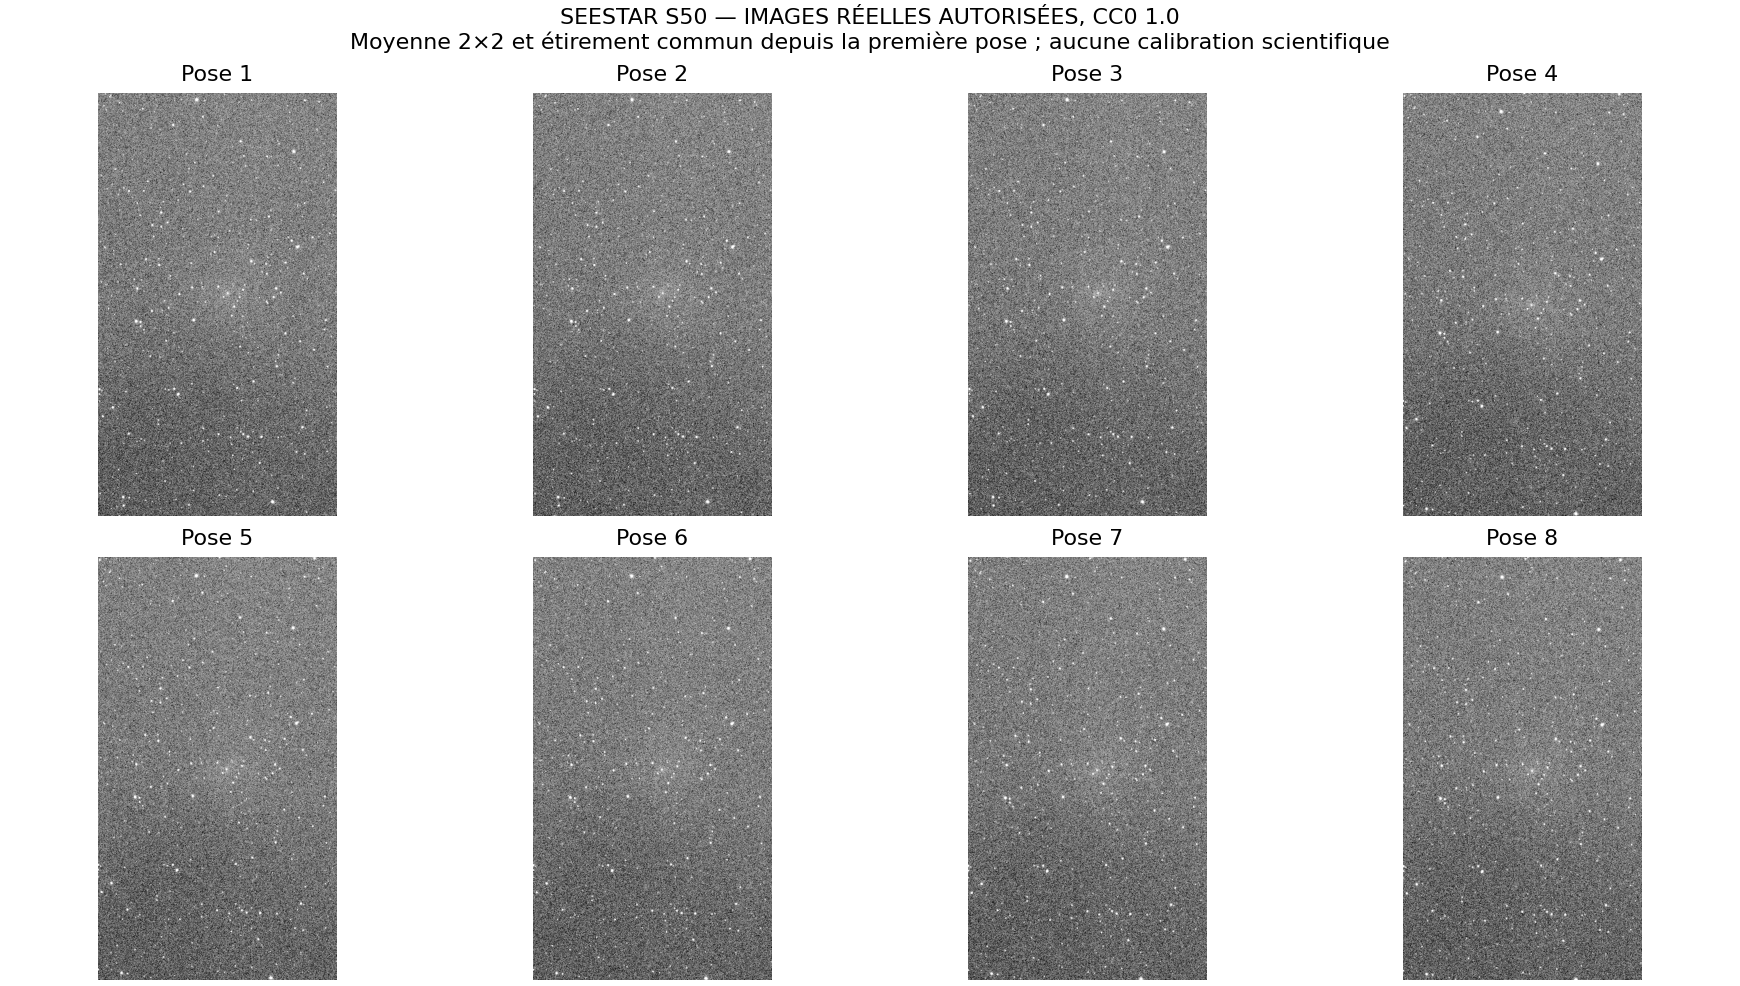 SEESTAR S50 — IMAGES RÉELLES AUTORISÉES, CC0 1.0
Moyenne 2×2 et étirement commun depuis la première pose ; aucune calibration scientifique
Pose 1
Pose 2
Pose 3
Pose 4
Pose 5
Pose 6
Pose 7
Pose 8